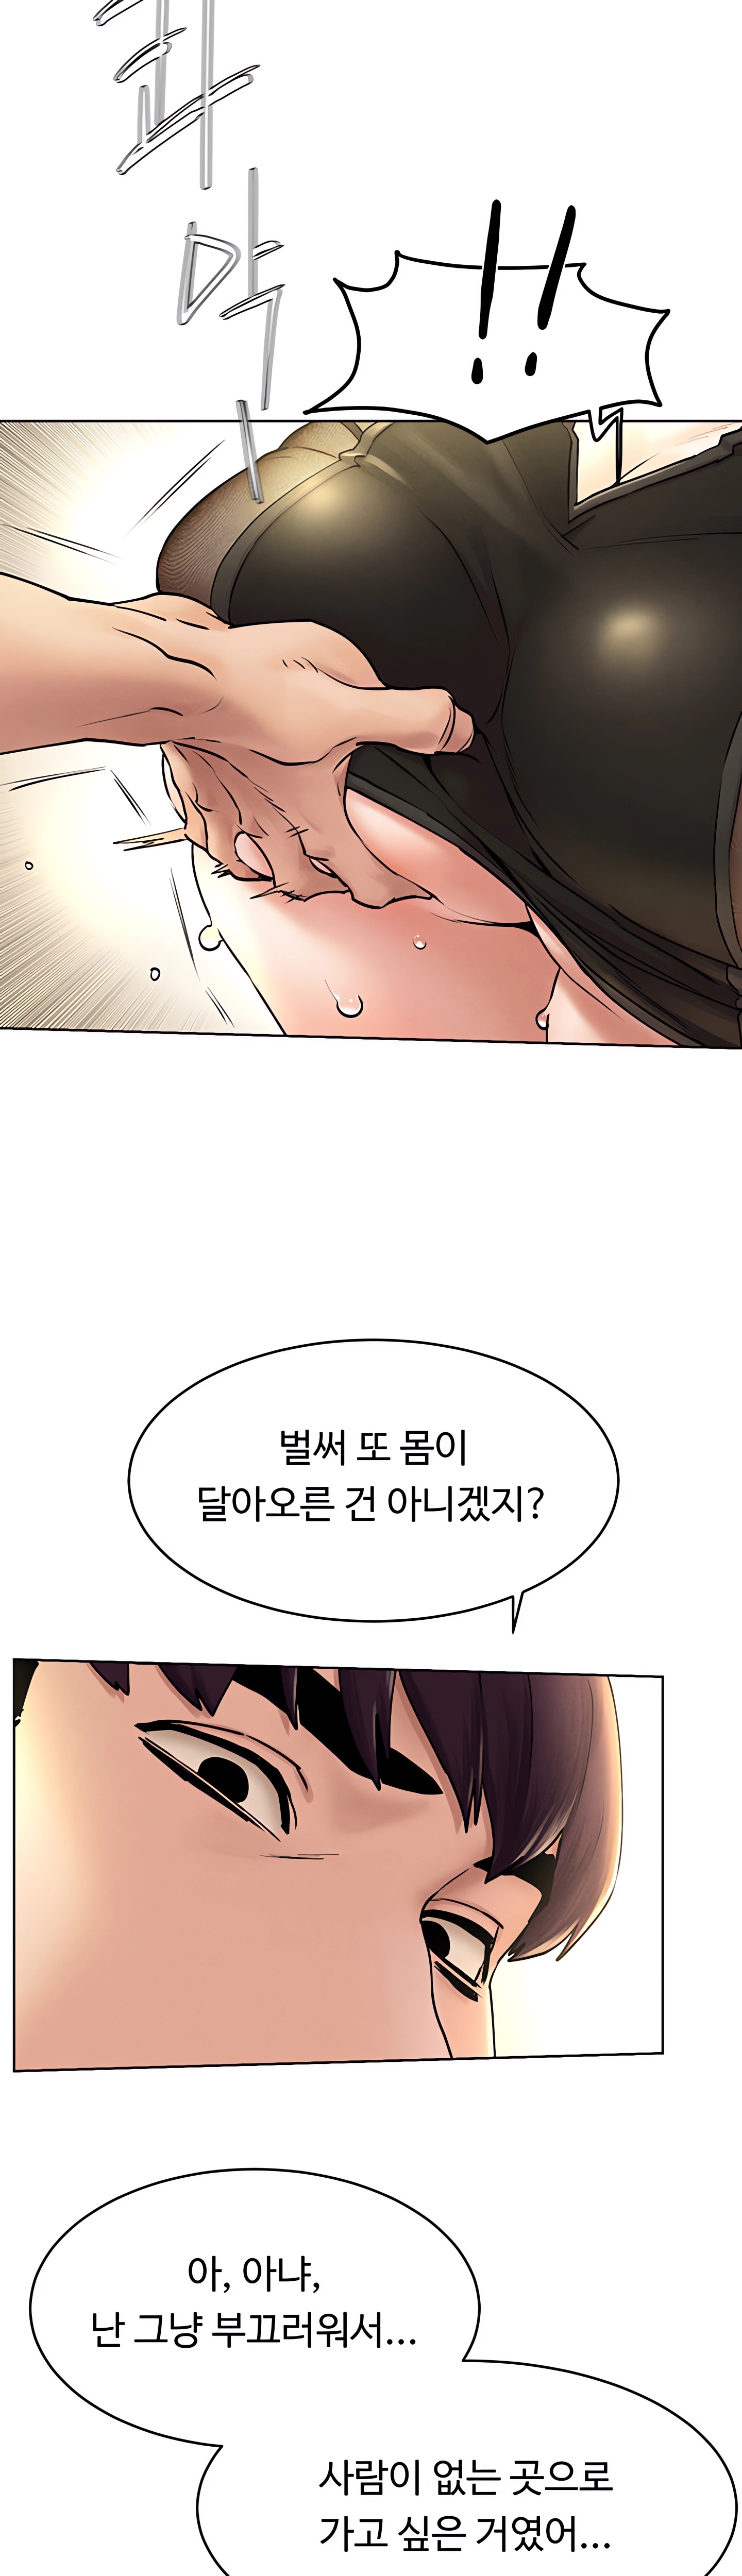 콱
!!
벌써 또 몸이
달아오른 건 아니겠지?
아, 아냐,
난 그냥 부끄러워서...
사람이 없는 곳으로
가고 싶은 거였어...